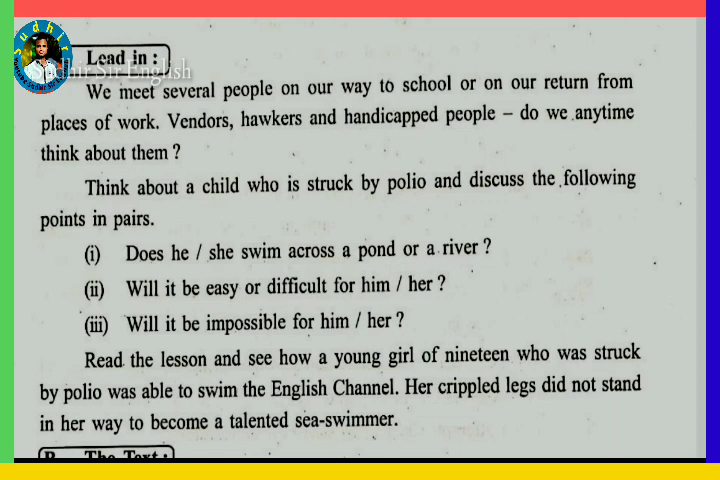 Sudhir
Lead in :
Sudhir Sir English
We meet several people on our way to school or on our return from
places of work. Vendors, hawkers and handicapped people – do we anytime
think about them ?
Think about a child who is struck by polio and discuss the following
points in pairs.
(i) Does he / she swim across a pond or a river ?
(ii) Will it be easy or difficult for him / her ?
(iii) Will it be impossible for him / her ?
Read the lesson and see how a young girl of nineteen who was struck
by polio was able to swim the English Channel. Her crippled legs did not stand
in her way to become a talented sea-swimmer.
B. The Text :